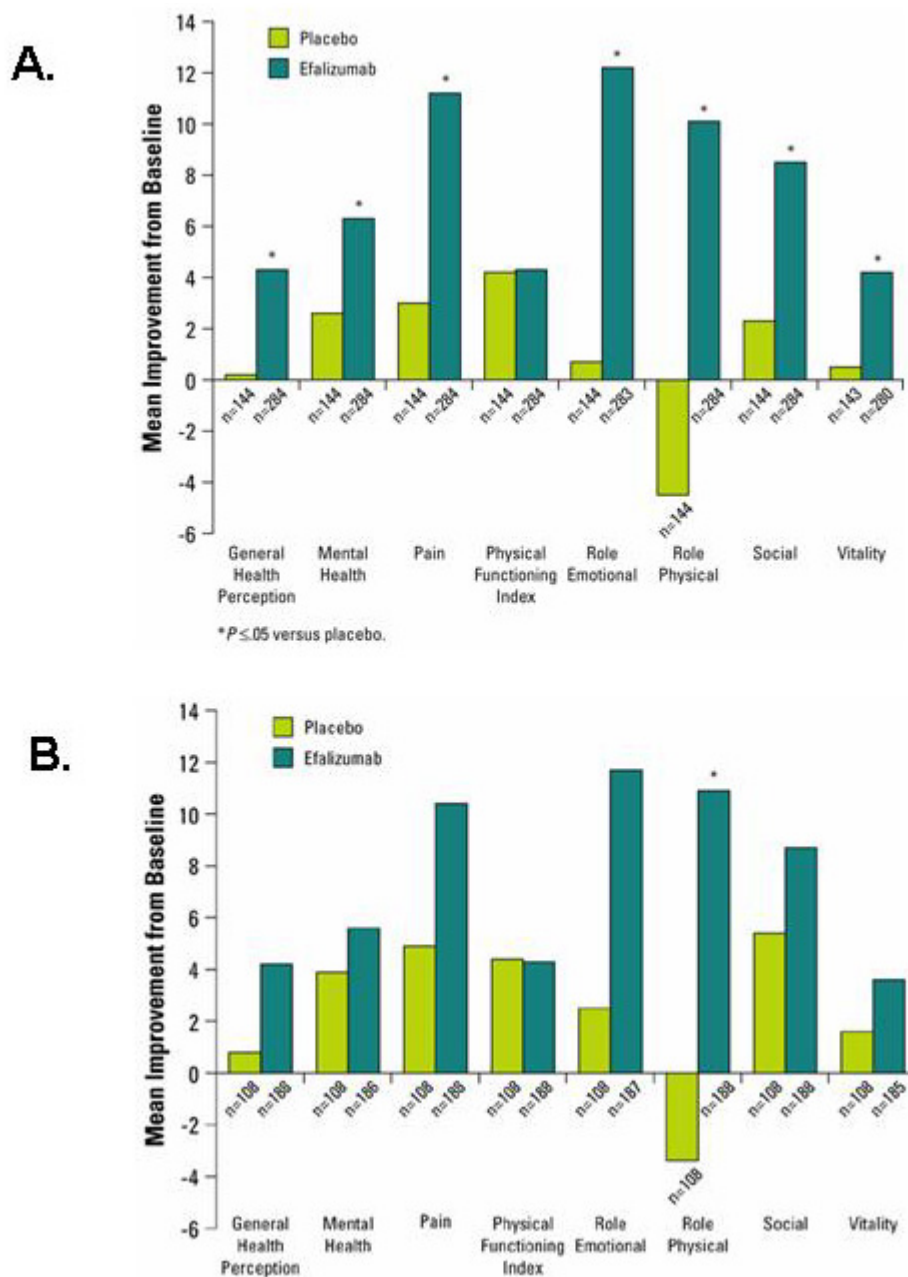 A.
Mean Improvement from Baseline
14
12
10
8
6
4
2
0
-2
-4
-6
Placebo
Efalizumab
* * * * * * *
n=144 n=284 n=144 n=284 n=144 n=284 n=144 n=284 n=144 n=283 n=144 n=284 n=144 n=284 n=143 n=280
General Health Perception
Mental Health
Pain
Physical Functioning Index
Role Emotional
Role Physical
Social
Vitality
*P≤.05 versus placebo.
B.
Mean Improvement from Baseline
14
12
10
8
6
4
2
0
-2
-4
-6
Placebo
Efalizumab
*
n=108 n=188 n=108 n=186 n=108 n=188 n=108 n=188 n=108 n=187 n=108 n=188 n=108 n=188 n=108 n=185
General Health Perception
Mental Health
Pain
Physical Functioning Index
Role Emotional
Role Physical
Social
Vitality